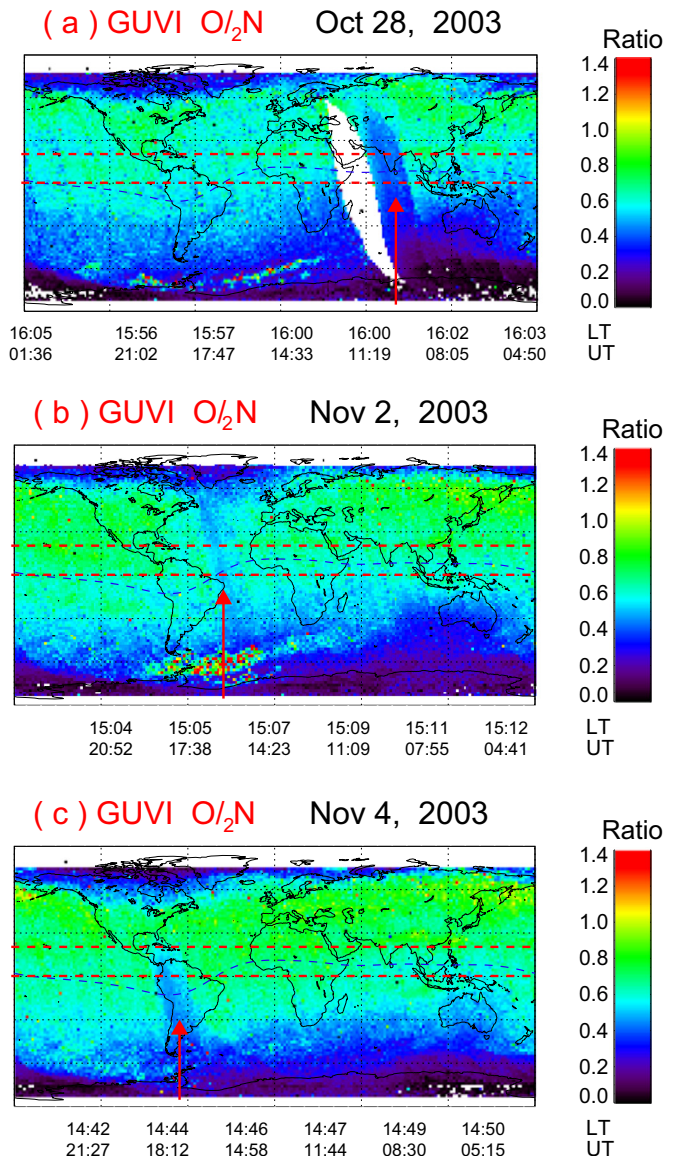 ( a ) GUVI O/2N Oct 28, 2003
Ratio
1.4
1.2
1.0
0.8
0.6
0.4
0.2
0.0
16:05 15:56 15:57 16:00 16:00 16:02 16:03 LT
01:36 21:02 17:47 14:33 11:19 08:05 04:50 UT
( b ) GUVI O/2N Nov 2, 2003
Ratio
1.4
1.2
1.0
0.8
0.6
0.4
0.2
0.0
15:04 15:05 15:07 15:09 15:11 15:12 LT
20:52 17:38 14:23 11:09 07:55 04:41 UT
( c ) GUVI O/2N Nov 4, 2003
Ratio
1.4
1.2
1.0
0.8
0.6
0.4
0.2
0.0
14:42 14:44 14:46 14:47 14:49 14:50 LT
21:27 18:12 14:58 11:44 08:30 05:15 UT